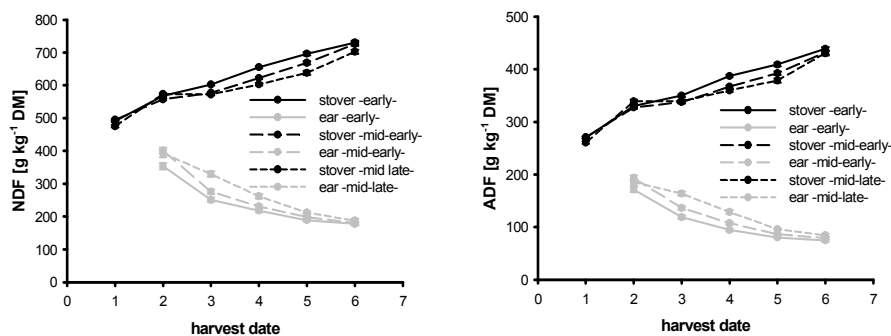 NDF [g kg-1 DM]
800
700
600
500
400
300
200
100
0
stover -early-
ear -early-
stover -mid-early-
ear -mid-early-
stover -mid late-
ear -mid-late-
0 1 2 3 4 5 6 7
harvest date
ADF [g kg-1 DM]
500
400
300
200
100
0
stover -early-
ear -early-
stover -mid-early-
ear -mid-early-
stover -mid-late-
ear -mid-late-
0 1 2 3 4 5 6 7
harvest date